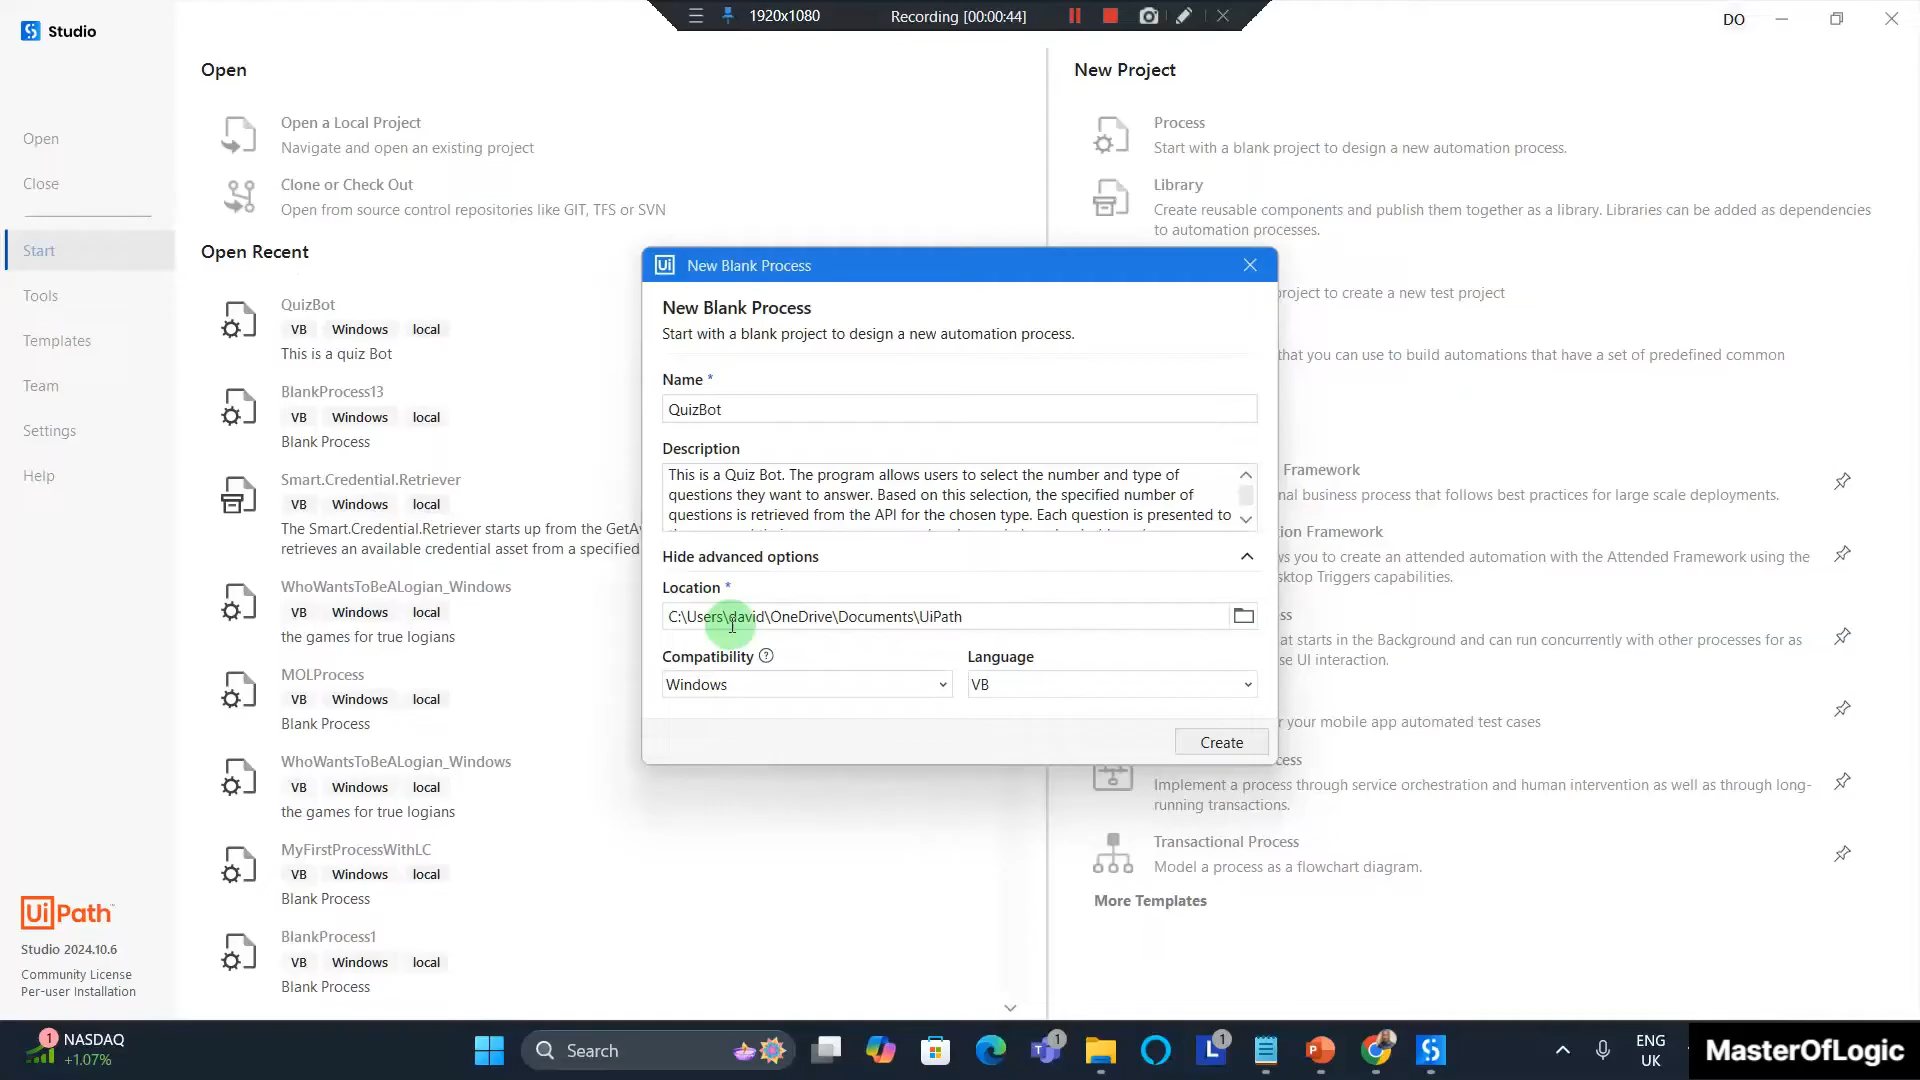 Studio
1920x1080
Recording [00:00:44]
DO
Open
New Project
Open
Close
Start
Tools
Templates
Team
Settings
Help
Open a Local Project
Navigate and open an existing project
Clone or Check Out
Open from source control repositories like GIT, TFS or SVN
Open Recent
QuizBot
VB Windows local
This is a quiz Bot
BlankProcess13
VB Windows local
Blank Process
Smart.Credential.Retriever
VB Windows local
The Smart.Credential.Retriever starts up from the GetAv
retrieves an available credential asset from a specified
WhoWantsToBeALogian_Windows
VB Windows local
the games for true logians
MOLProcess
VB Windows local
Blank Process
WhoWantsToBeALogian_Windows
VB Windows local
the games for true logians
MyFirstProcessWithLC
VB Windows local
Blank Process
BlankProcess1
VB Windows local
Blank Process
Process
Start with a blank project to design a new automation process.
Library
Create reusable components and publish them together as a library. Libraries can be added as dependencies
to automation processes.
project to create a new test project
that you can use to build automations that have a set of predefined common
Framework
nal business process that follows best practices for large scale deployments.
ion Framework
ws you to create an attended automation with the Attended Framework using the
sktop Triggers capabilities.
ss
at starts in the Background and can run concurrently with other processes for as
se UI interaction.
r your mobile app automated test cases
cess
Implement a process through service orchestration and human intervention as well as through long-
running transactions.
Transactional Process
Model a process as a flowchart diagram.
More Templates
Ui New Blank Process
New Blank Process
Start with a blank project to design a new automation process.
Name *
QuizBot
Description
This is a Quiz Bot. The program allows users to select the number and type of
questions they want to answer. Based on this selection, the specified number of
questions is retrieved from the API for the chosen type. Each question is presented to
Hide advanced options
Location *
C:\Users\david\OneDrive\Documents\UiPath
Compatibility ?
Language
Windows
VB
Create
UiPath
Studio 2024.10.6
Community License
Per-user Installation
1
NASDAQ
+1.07%
Search
1
L 1
P
ENG
UK
MasterOfLogic